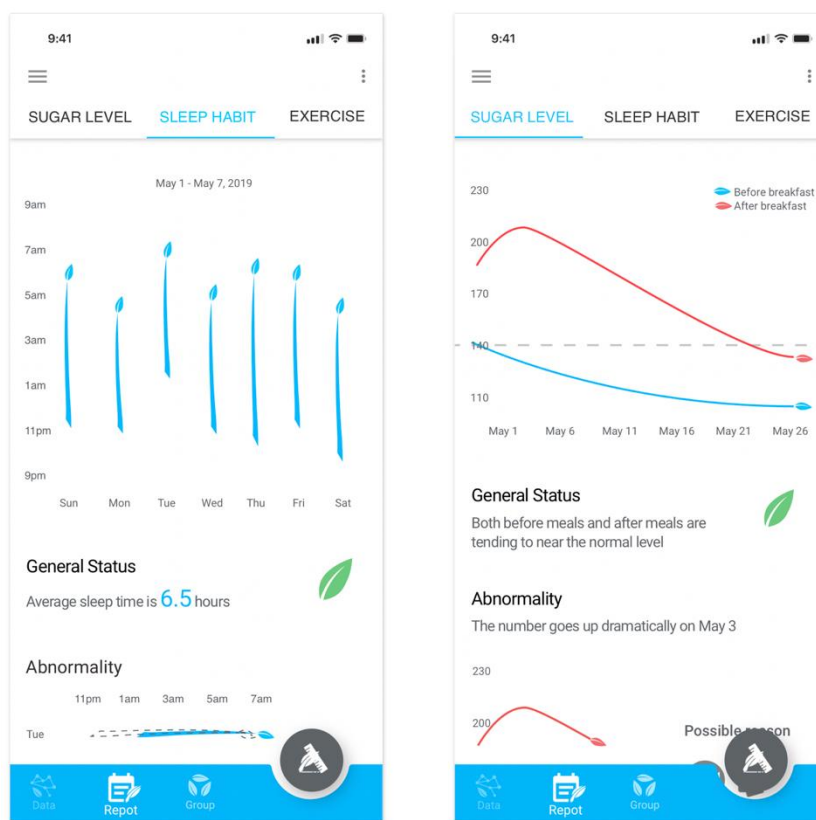 9:41
SUGAR LEVEL SLEEP HABIT EXERCISE
May 1 - May 7, 2019
9am
7am
5am
3am
1am
11pm
9pm
Sun Mon Tue Wed Thu Fri Sat
General Status
Average sleep time is 6.5 hours
Abnormality
11pm 1am 3am 5am 7am
Tue
Data Repot Group
9:41
SUGAR LEVEL SLEEP HABIT EXERCISE
Before breakfast
After breakfast
230
200
170
140
110
May 1 May 6 May 11 May 16 May 21 May 26
General Status
Both before meals and after meals are
tending to near the normal level
Abnormality
The number goes up dramatically on May 3
230
200
Possible reason
Data Repot Group